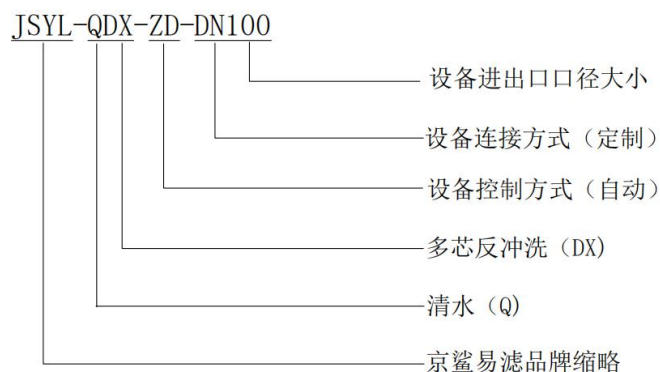 JSYL-QDX-ZD-DN100
设备进出口口径大小
设备连接方式（定制）
设备控制方式（自动）
多芯反冲洗（DX)
清水（Q)
京鲨易滤品牌缩略